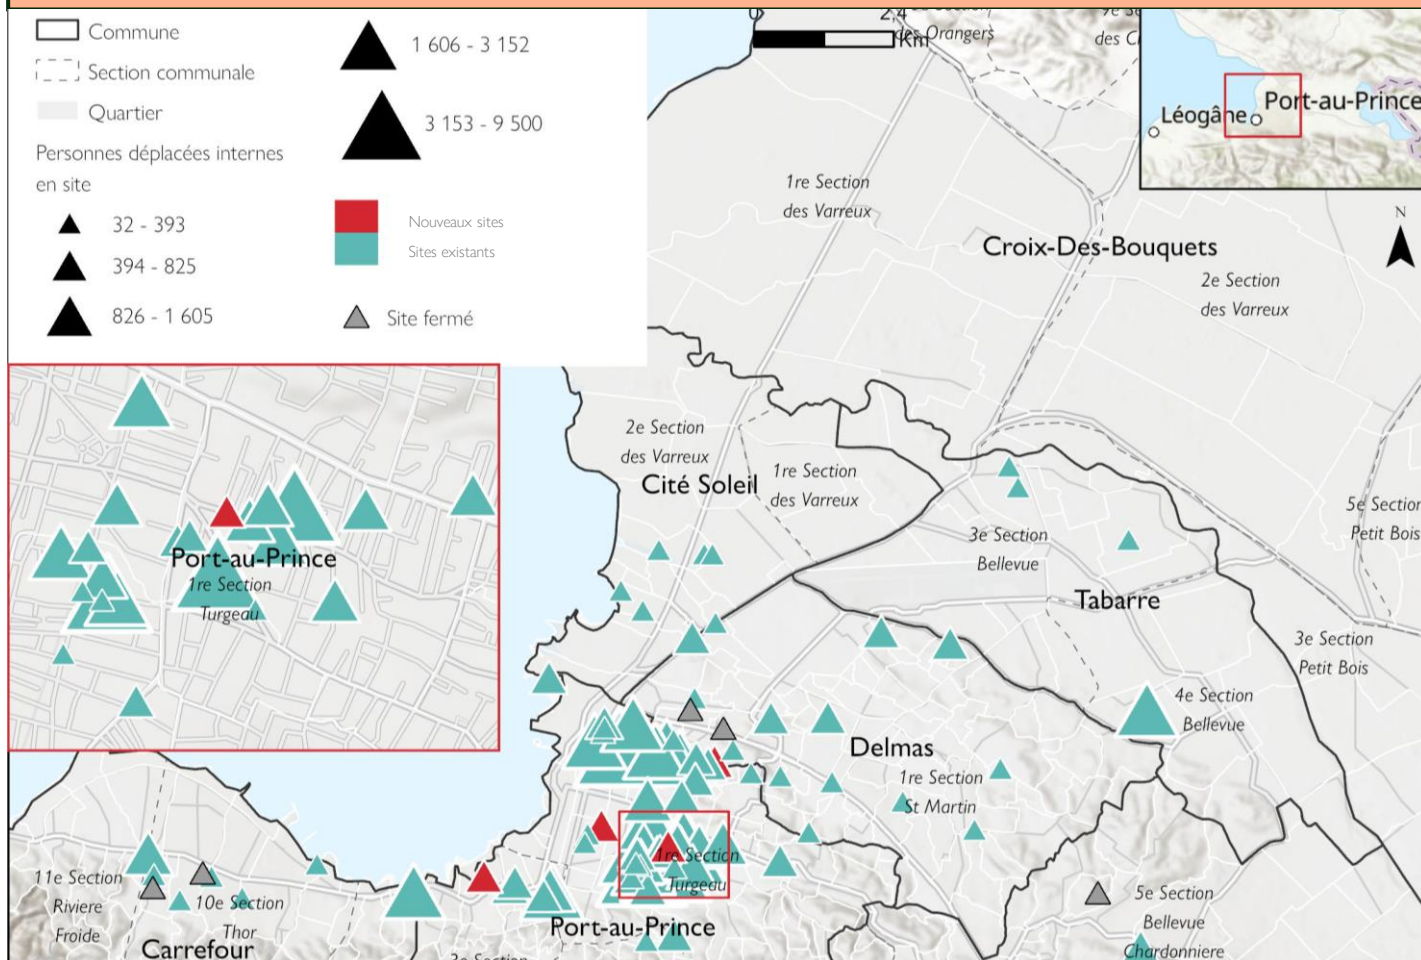 Commune
Section communale
Quartier
Personnes déplacées internes
en site
32 - 393
394 - 825
826 - 1 605
1 606 - 3 152
3 153 - 9 500
Nouveaux sites
Sites existants
Site fermé
0
2,4
Km
des Orangers
des
Léogâne
Port-au-Prince
N
1re Section
des Varreux
Croix-Des-Bouquets
2e Section
des Varreux
2e Section
des Varreux
Cité Soleil
1re Section
des Varreux
3e Section
Bellevue
5e Section
Petit Bois
Tabarre
3e Section
Petit Bois
4e Section
Bellevue
Port-au-Prince
1re Section
Turgeau
Delmas
1re Section
St Martin
1re Section
Turgeau
5e Section
Bellevue
Chardonniere
11e Section
Riviere
Froide
10e Section
Thor
Carrefour
Port-au-Prince